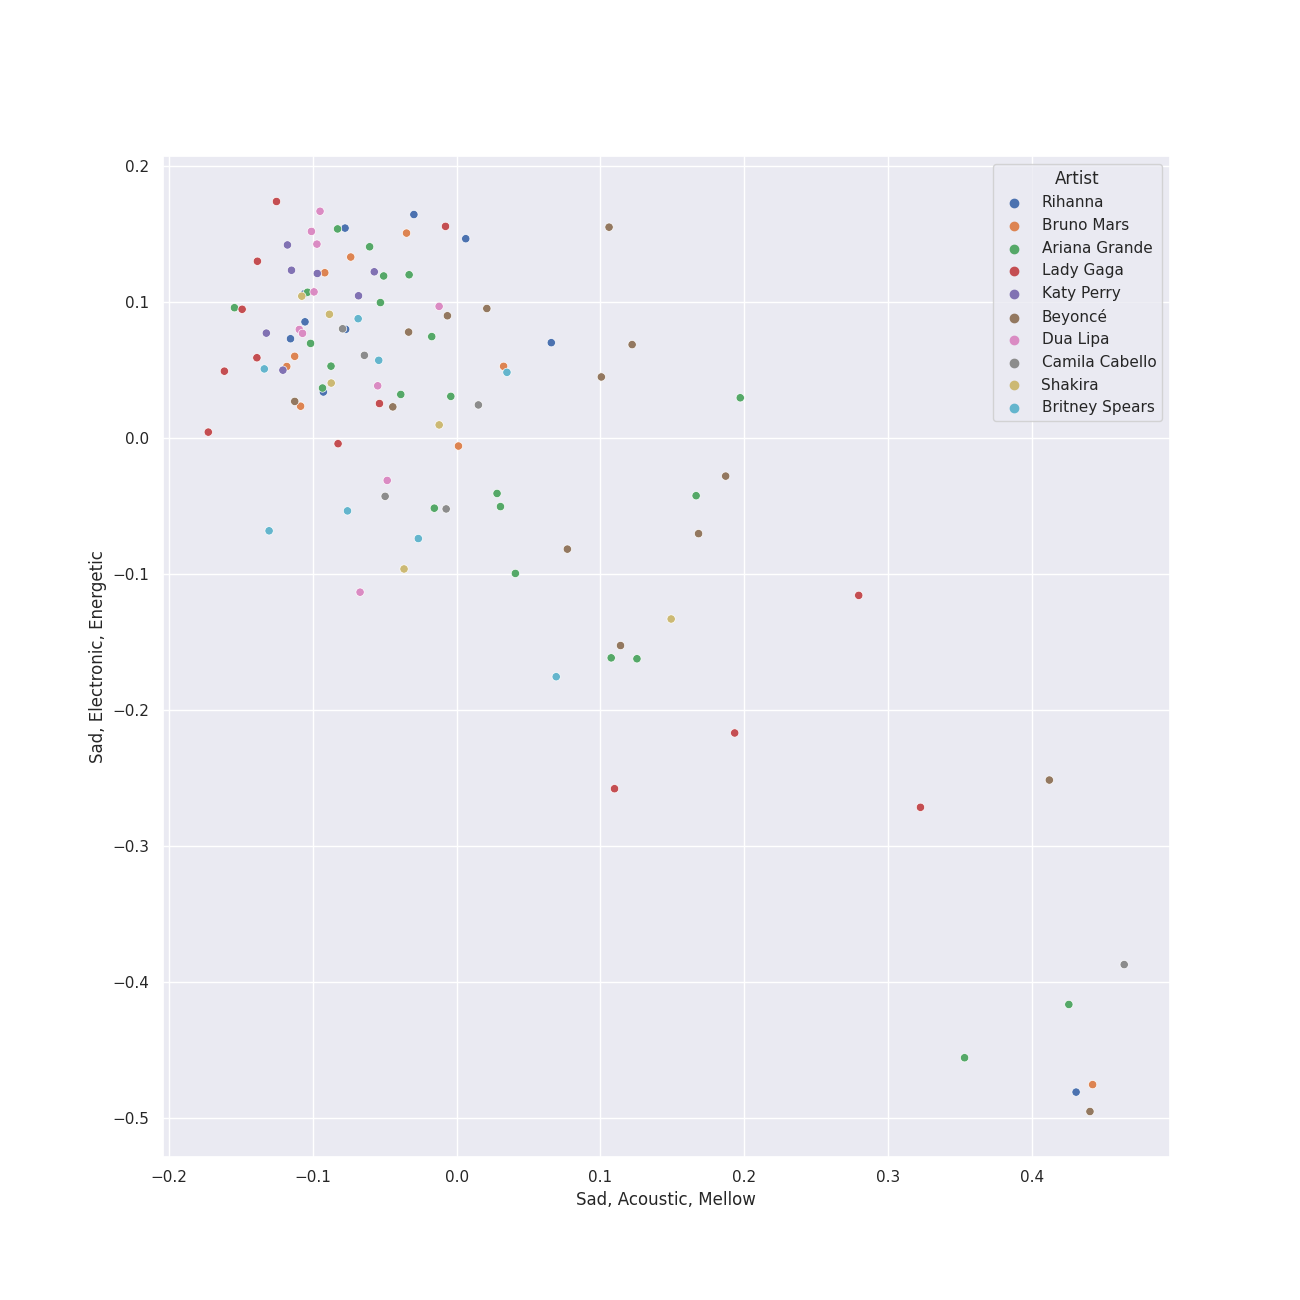 Artist
Rihanna
Bruno Mars
Ariana Grande
Lady Gaga
Katy Perry
Beyoncé
Dua Lipa
Camila Cabello
Shakira
Britney Spears
0.2
0.1
0.0
−0.1
−0.2
−0.3
−0.4
−0.5
Sad, Electronic, Energetic
−0.2 −0.1 0.0 0.1 0.2 0.3 0.4
Sad, Acoustic, Mellow